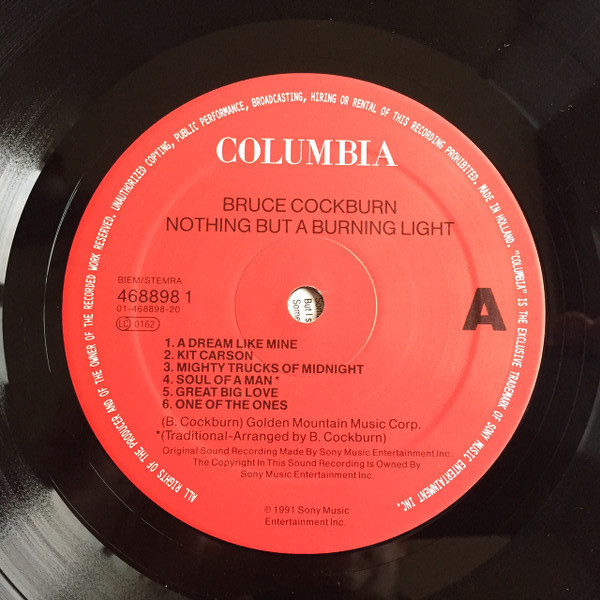 ALL RIGHTS OF THE PRODUCER AND OF THE OWNER OF THE RECORDED WORK RESERVED. UNAUTHORIZED COPYING, PUBLIC PERFORMANCE, BROADCASTING, HIRING OR RENTAL OF THIS RECORDING PROHIBITED. MADE IN HOLLAND. "COLUMBIA" IS THE EXCLUSIVE TRADEMARK OF SONY MUSIC ENTERTAINMENT INC.
COLUMBIA
BRUCE COCKBURN
NOTHING BUT A BURNING LIGHT
BIEM/STEMRA
468898 1
01-468898-20
LC 0162
A
Som
But I s
Some
1. A DREAM LIKE MINE
2. KIT CARSON
3. MIGHTY TRUCKS OF MIDNIGHT
4. SOUL OF A MAN *
5. GREAT BIG LOVE
6. ONE OF THE ONES
(B. Cockburn) Golden Mountain Music Corp.
*(Traditional-Arranged by B. Cockburn)
Original Sound Recording Made By Sony Music Entertainment Inc.
The Copyright In This Sound Recording Is Owned By
Sony Music Entertainment Inc.
℗ 1991 Sony Music
Entertainment Inc.